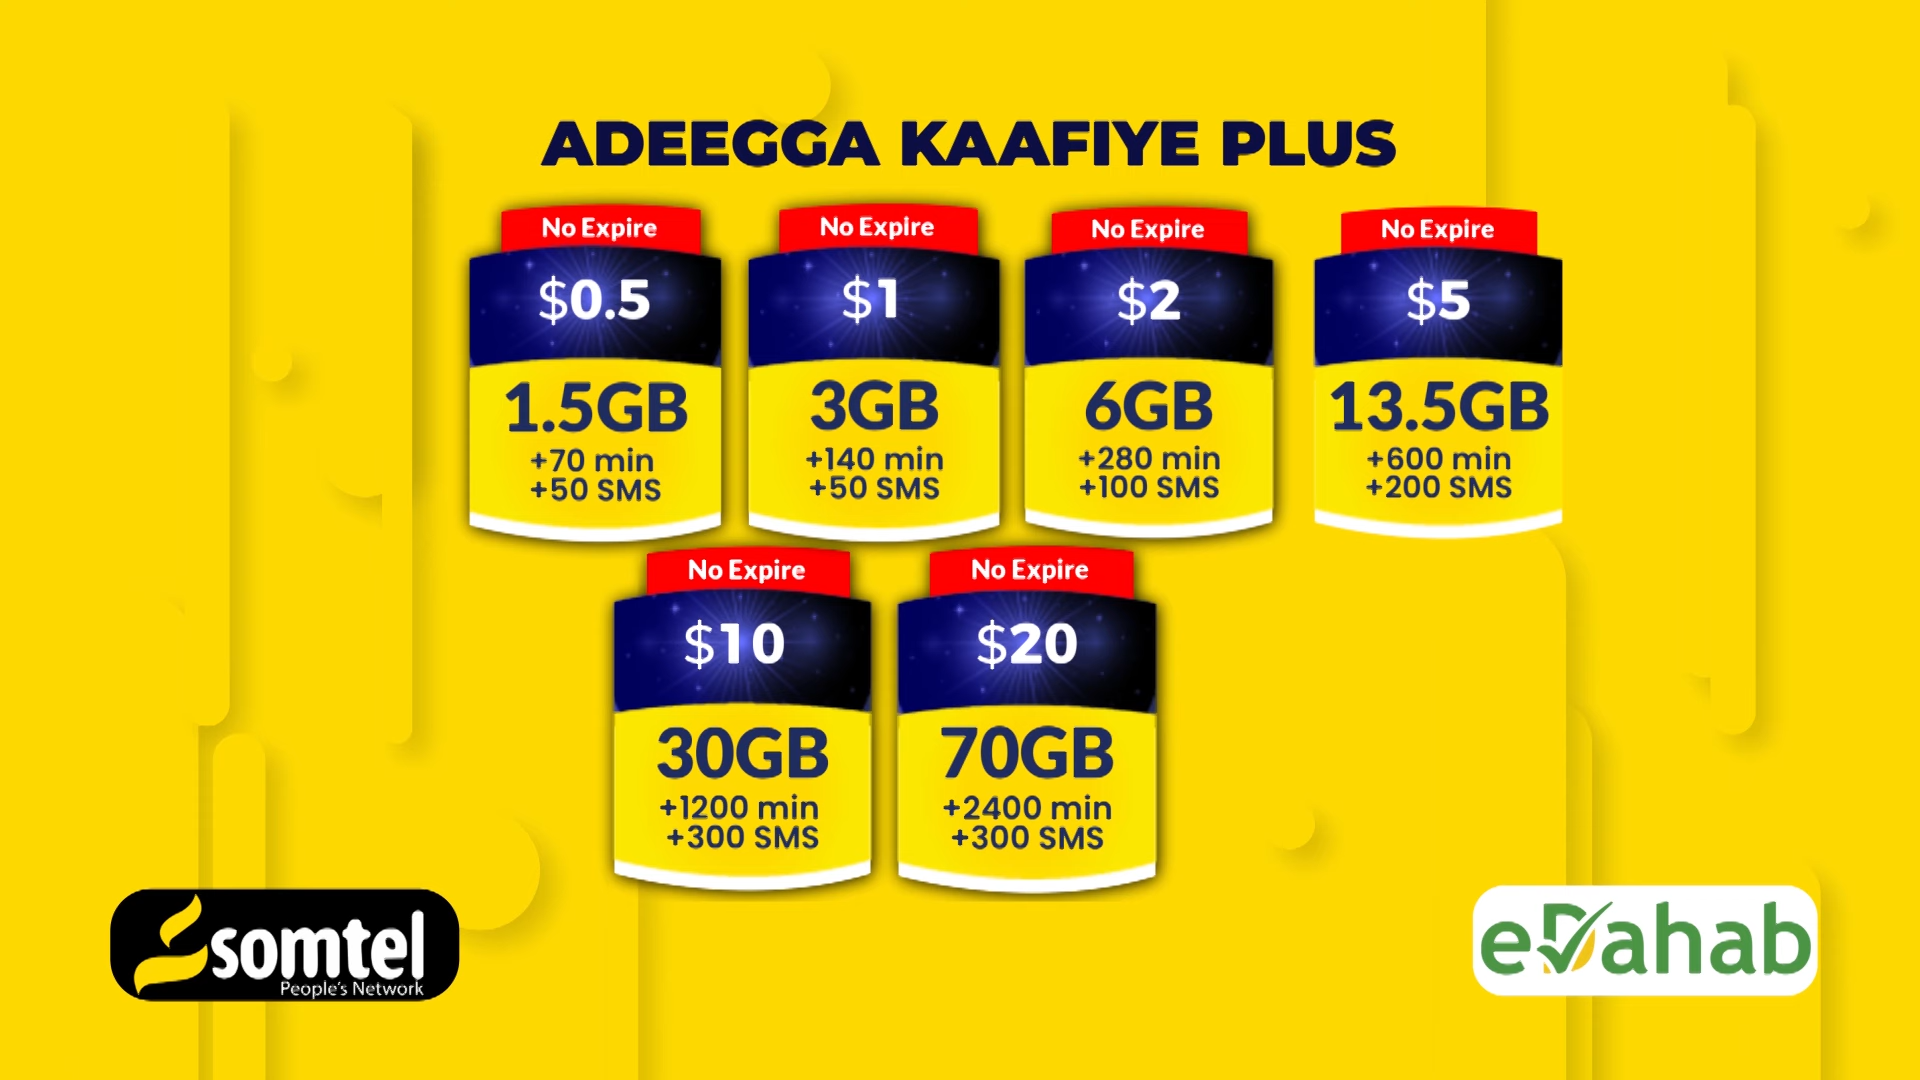 ADEEGGA KAAFIYE PLUS
No Expire
$0.5
1.5GB
+70 min
+50 SMS
No Expire
$1
3GB
+140 min
+50 SMS
No Expire
$2
6GB
+280 min
+100 SMS
No Expire
$5
13.5GB
+600 min
+200 SMS
No Expire
$10
30GB
+1200 min
+300 SMS
No Expire
$20
70GB
+2400 min
+300 SMS
somtel
People's Network
eDahab